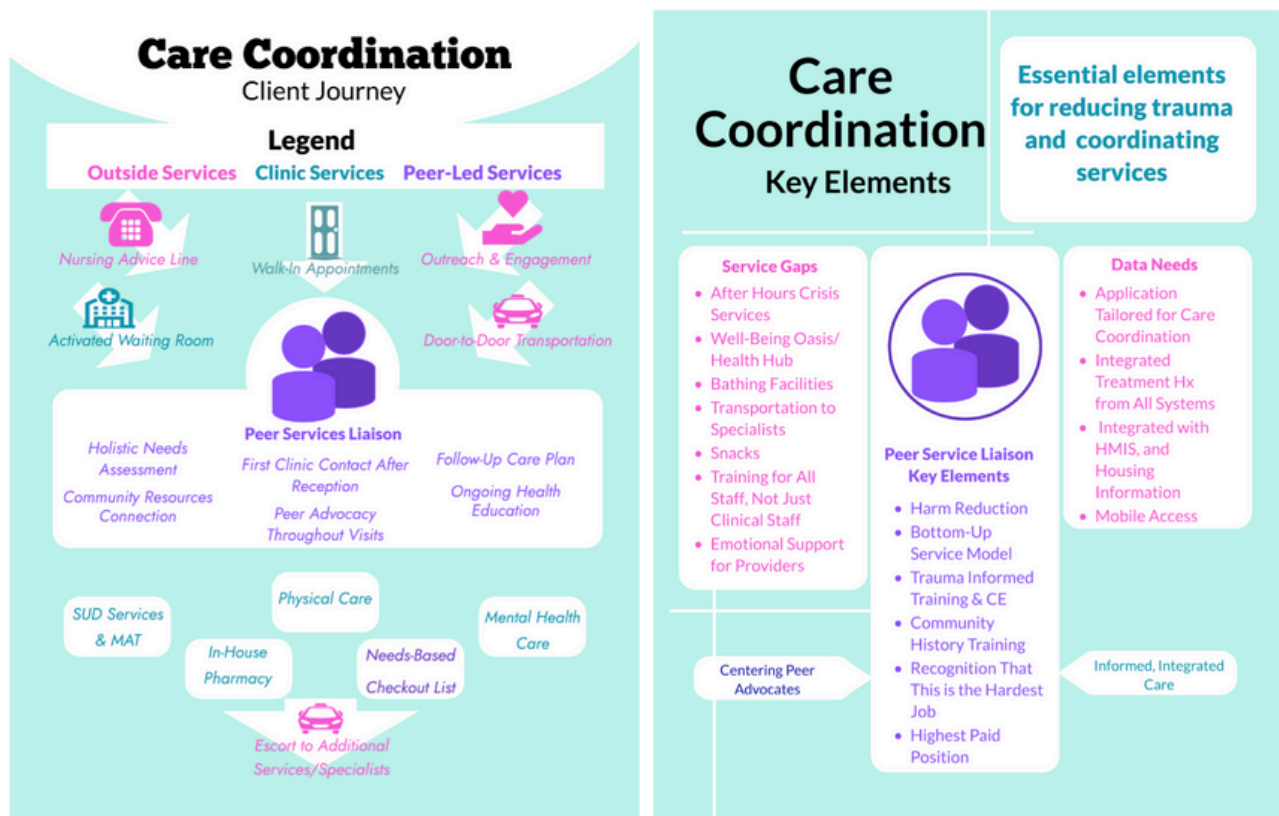 Care Coordination
Client Journey
Legend
Outside Services Clinic Services Peer-Led Services
Nursing Advice Line
Walk-In Appointments
Outreach & Engagement
Activated Waiting Room
Door-to-Door Transportation
Peer Services Liaison
Holistic Needs
Assessment
Community Resources
Connection
First Clinic Contact After
Reception
Peer Advocacy
Throughout Visits
Follow-Up Care Plan
Ongoing Health
Education
SUD Services
& MAT
Physical Care
Mental Health
Care
In-House
Pharmacy
Needs-Based
Checkout List
Escort to Additional
Services/Specialists
Care
Coordination
Key Elements
Essential elements
for reducing trauma
and coordinating
services
Service Gaps
• After Hours Crisis
Services
• Well-Being Oasis/
Health Hub
• Bathing Facilities
• Transportation to
Specialists
• Snacks
• Training for All
Staff, Not Just
Clinical Staff
• Emotional Support
for Providers
Peer Service Liaison
Key Elements
• Harm Reduction
• Bottom-Up
Service Model
• Trauma Informed
Training & CE
• Community
History Training
• Recognition That
This is the Hardest
Job
• Highest Paid
Position
Data Needs
• Application
Tailored for Care
Coordination
• Integrated
Treatment Hx
from All Systems
• Integrated with
HMIS, and
Housing
Information
• Mobile Access
Centering Peer
Advocates
Informed, Integrated
Care